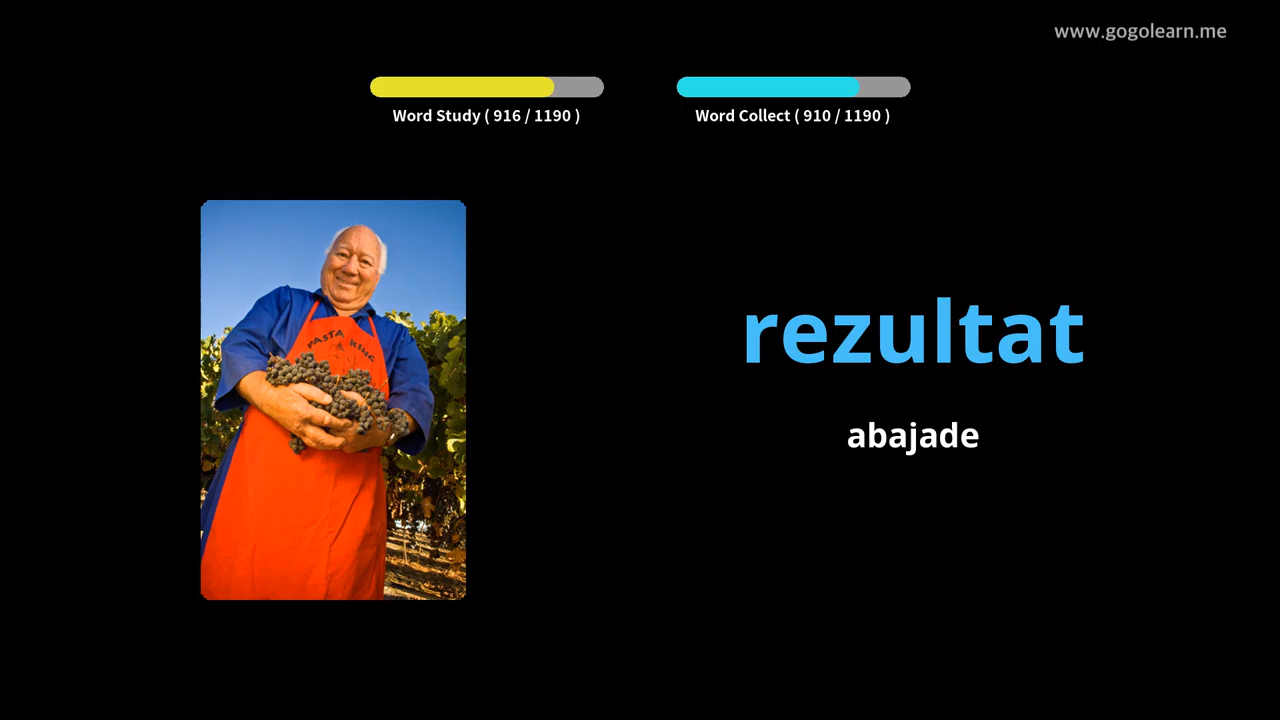 www.gogolearn.me
Word Study ( 916 / 1190 )
Word Collect ( 910 / 1190 )
PASTA KING
rezultat
abajade